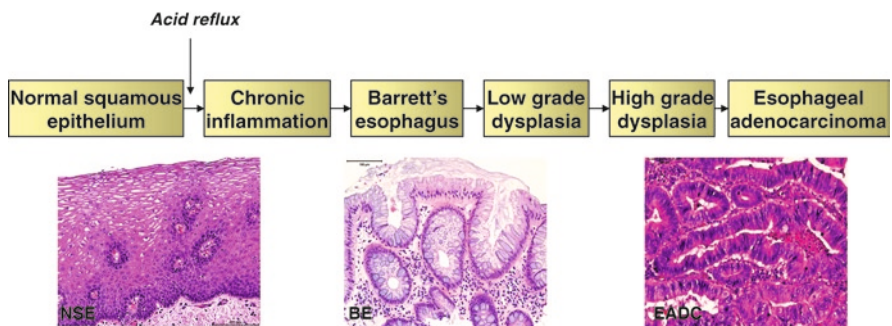 Acid reflux
Normal squamous
epithelium
Chronic
inflammation
Barrett's
esophagus
Low grade
dysplasia
High grade
dysplasia
Esophageal
adenocarcinoma
NSE
BE
EADC